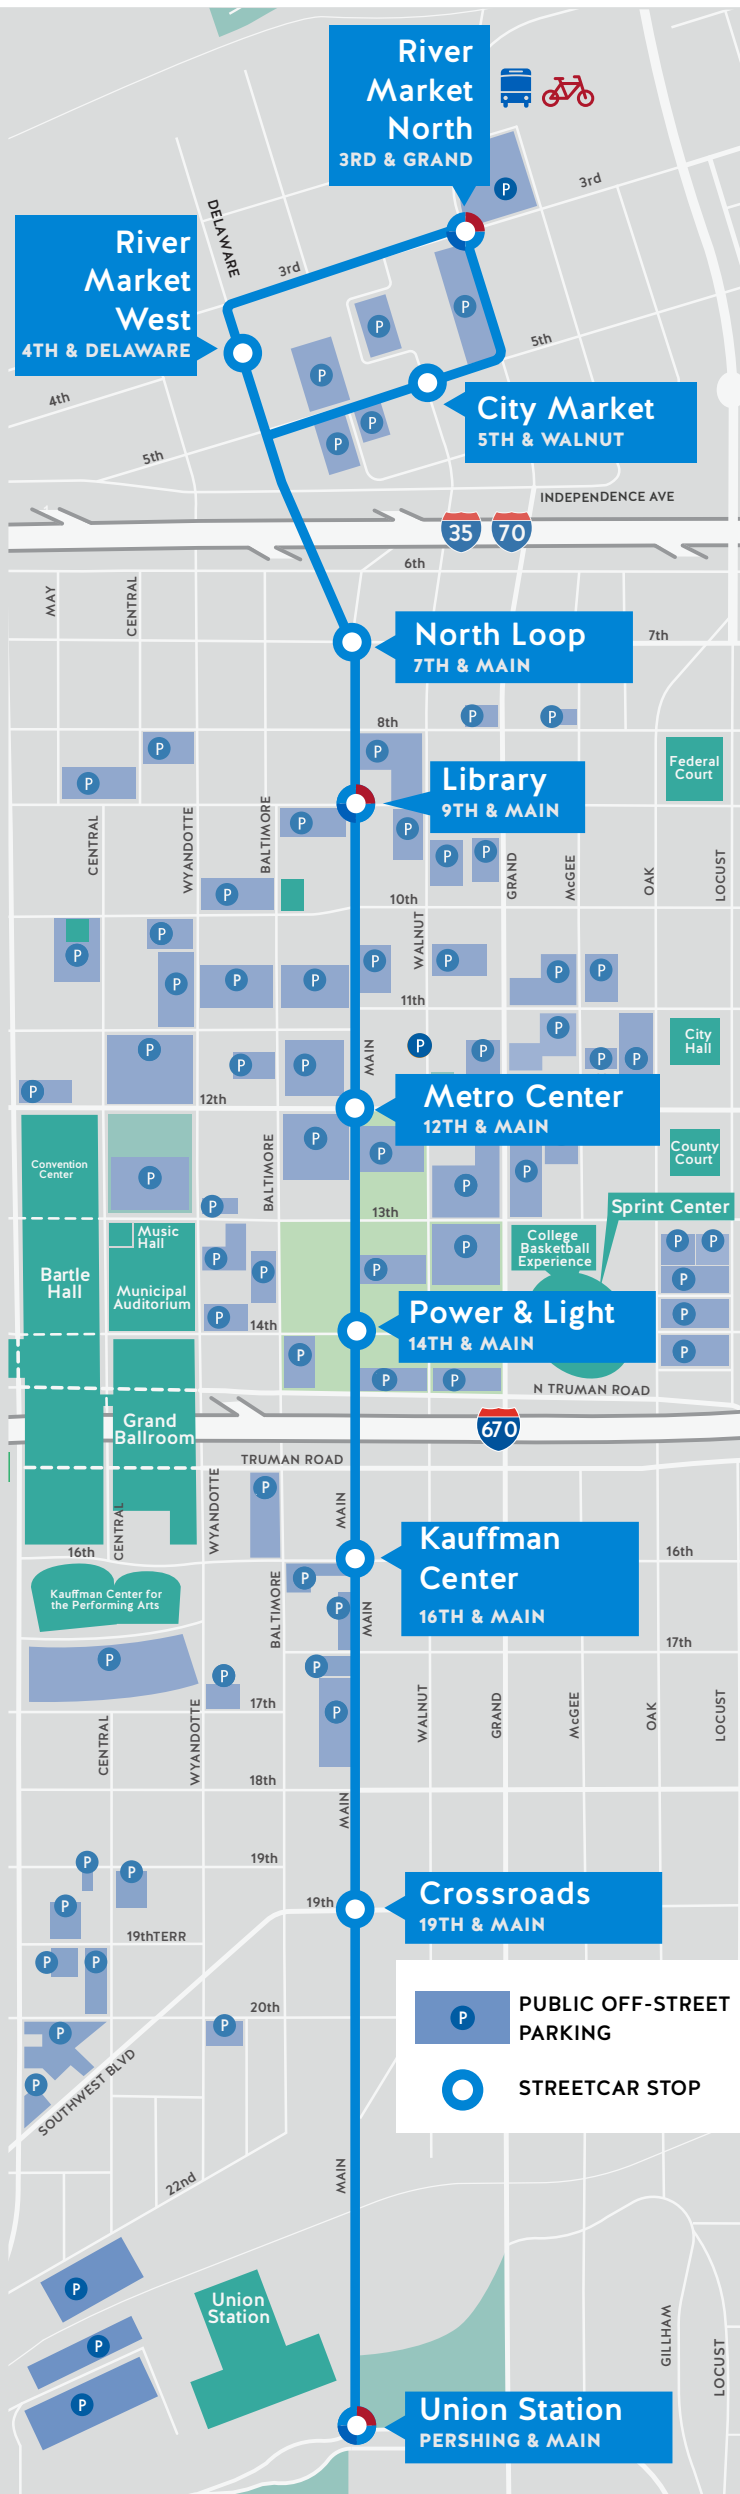 River
Market
North
3RD & GRAND
P
3rd
DELAWARE
River
Market
West
4TH & DELAWARE
3rd
P
P
5th
P
4th
City Market
5TH & WALNUT
P
P
5th
INDEPENDENCE AVE
35
70
6th
MAY
CENTRAL
North Loop
7TH & MAIN
7th
P
P
8th
P
P
Federal
Court
P
Library
9TH & MAIN
CENTRAL
WYANDOTTE
BALTIMORE
P
P
P
P
GRAND
McGEE
OAK
LOCUST
P
10th
WALNUT
P
P
P
P
P
P
P
P
P
P
11th
P
City
Hall
P
P
MAIN
P
P
P
P
P
P
12th
Metro Center
12TH & MAIN
Convention
Center
P
BALTIMORE
P
P
P
P
County
Court
P
P
13th
Sprint Center
Music
Hall
P
P
College
Basketball
Experience
P
P
Bartle
Hall
Municipal
Auditorium
P
P
P
P
14th
Power & Light
14TH & MAIN
P
P
P
P
P
N TRUMAN ROAD
Grand
Ballroom
670
TRUMAN ROAD
WYANDOTTE
P
MAIN
CENTRAL
16th
Kauffman
Center
16TH & MAIN
16th
Kauffman Center for
the Performing Arts
BALTIMORE
P
P
MAIN
17th
P
P
P
17th
P
CENTRAL
WYANDOTTE
WALNUT
GRAND
McGEE
OAK
LOCUST
18th
MAIN
19th
P
P
P
19th
Crossroads
19TH & MAIN
19thTERR
P
P
20th
P
P
P
SOUTHWEST BLVD
PUBLIC OFF-STREET
PARKING
P
STREETCAR STOP
22nd
MAIN
P
Union
Station
P
P
GILLHAM
LOCUST
Union Station
PERSHING & MAIN